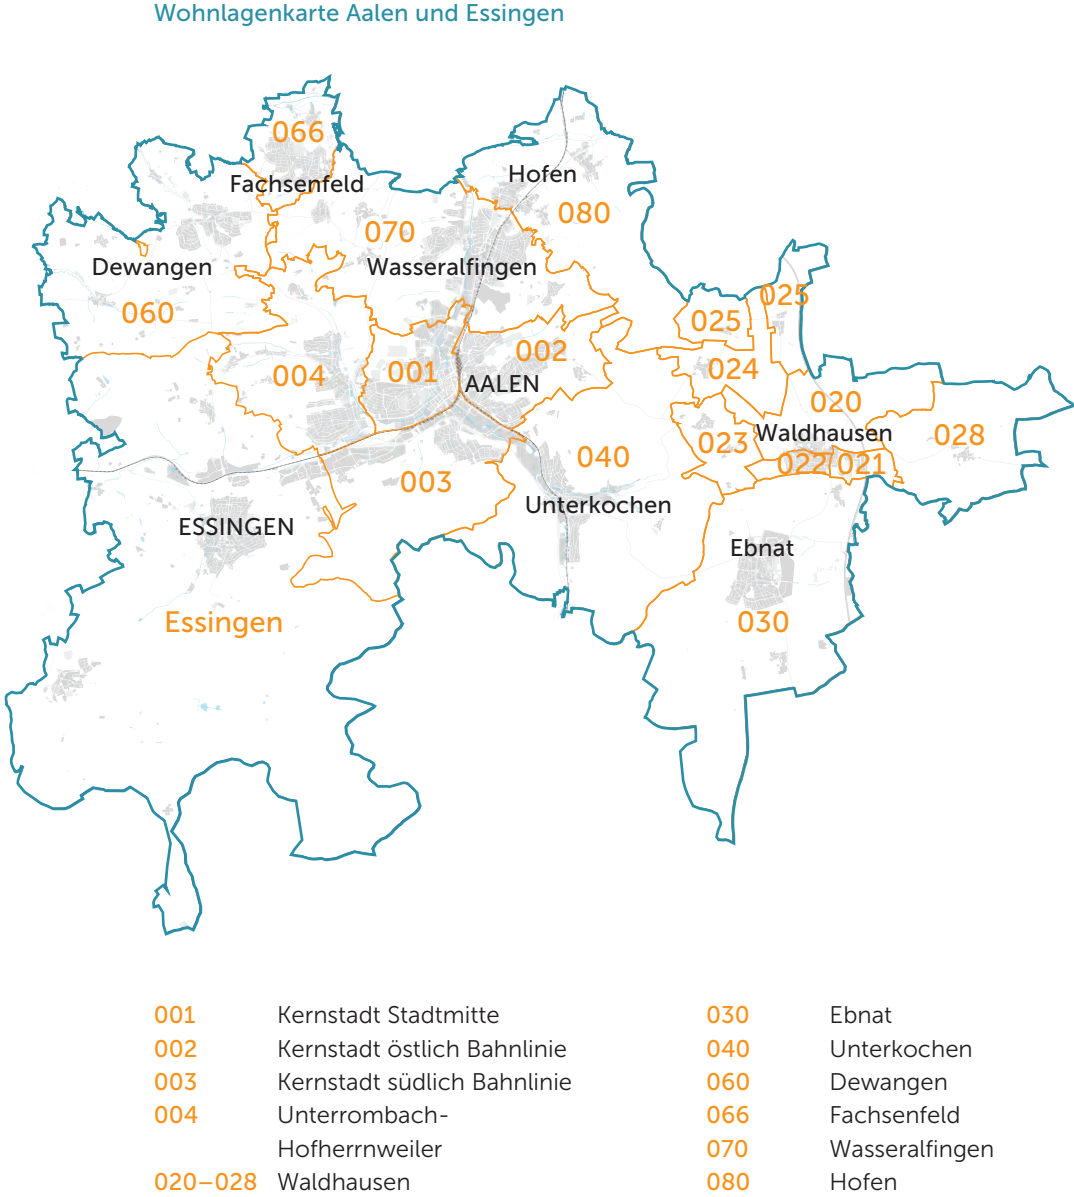 Wohnlagenkarte Aalen und Essingen
066
Fachsenfeld
Hofen
080
070
Wasseralfingen
Dewangen
060
025
025
002
004
001
AALEN
024
020
Waldhausen
023
028
022
021
040
003
Unterkochen
ESSINGEN
Ebnat
Essingen
030
001 Kernstadt Stadtmitte
002 Kernstadt östlich Bahnlinie
003 Kernstadt südlich Bahnlinie
004 Unterrombach-
Hofherrnweiler
020–028 Waldhausen
030 Ebnat
040 Unterkochen
060 Dewangen
066 Fachsenfeld
070 Wasseralfingen
080 Hofen